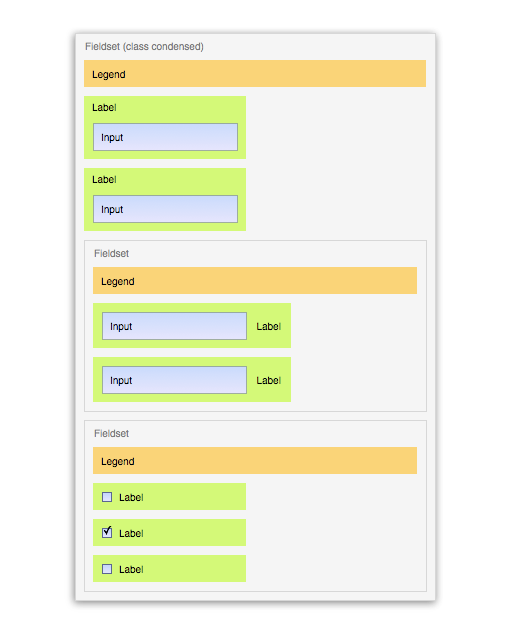 Fieldset (class condensed)
Legend
Label
Input
Label
Input
Fieldset
Legend
Input Label
Input Label
Fieldset
Legend
Label
Label
Label